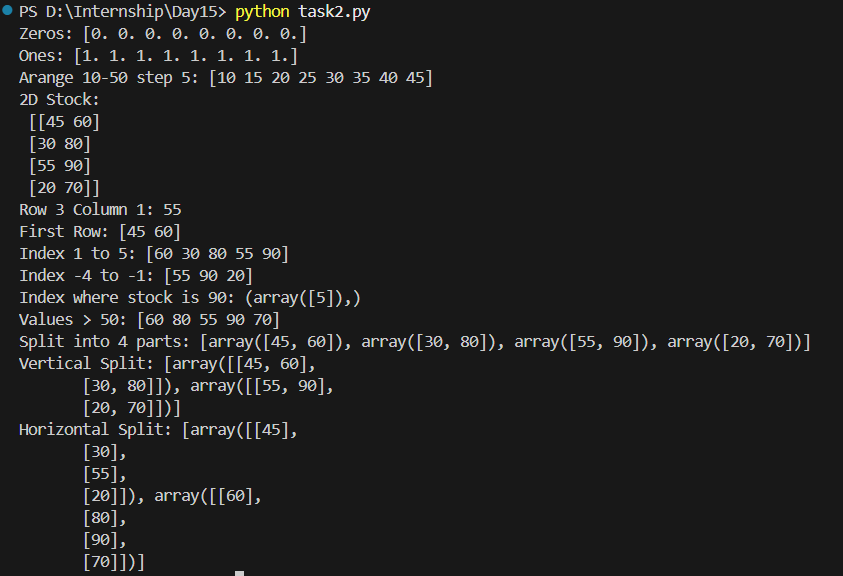 PS D:\Internship\Day15> python task2.py
Zeros: [0. 0. 0. 0. 0. 0. 0. 0.]
Ones: [1. 1. 1. 1. 1. 1. 1. 1.]
Arange 10-50 step 5: [10 15 20 25 30 35 40 45]
2D Stock:
 [[45 60]
 [30 80]
 [55 90]
 [20 70]]
Row 3 Column 1: 55
First Row: [45 60]
Index 1 to 5: [60 30 80 55 90]
Index -4 to -1: [55 90 20]
Index where stock is 90: (array([5]),)
Values > 50: [60 80 55 90 70]
Split into 4 parts: [array([45, 60]), array([30, 80]), array([55, 90]), array([20, 70])]
Vertical Split: [array([[45, 60],
       [30, 80]]), array([[55, 90],
       [20, 70]])]
Horizontal Split: [array([[45],
       [30],
       [55],
       [20]]), array([[60],
       [80],
       [90],
       [70]])]